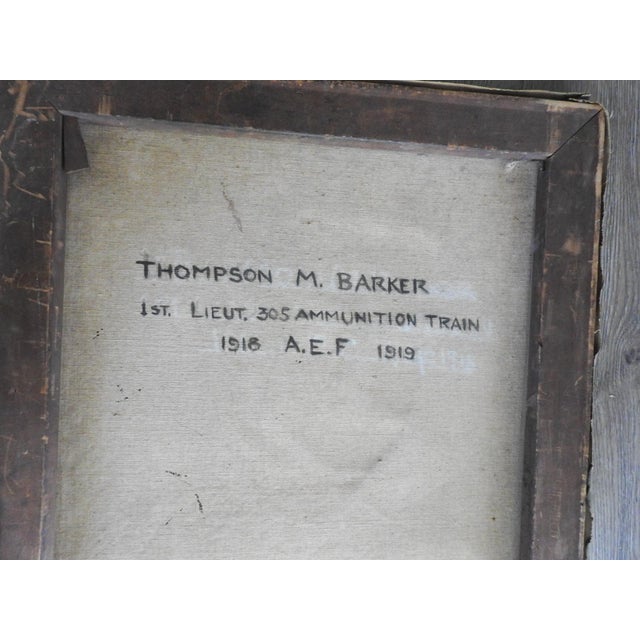 THOMPSON M. BARKER
1ST. LIEUT. 305 AMMUNITION TRAIN
1918 A.E.F 1919